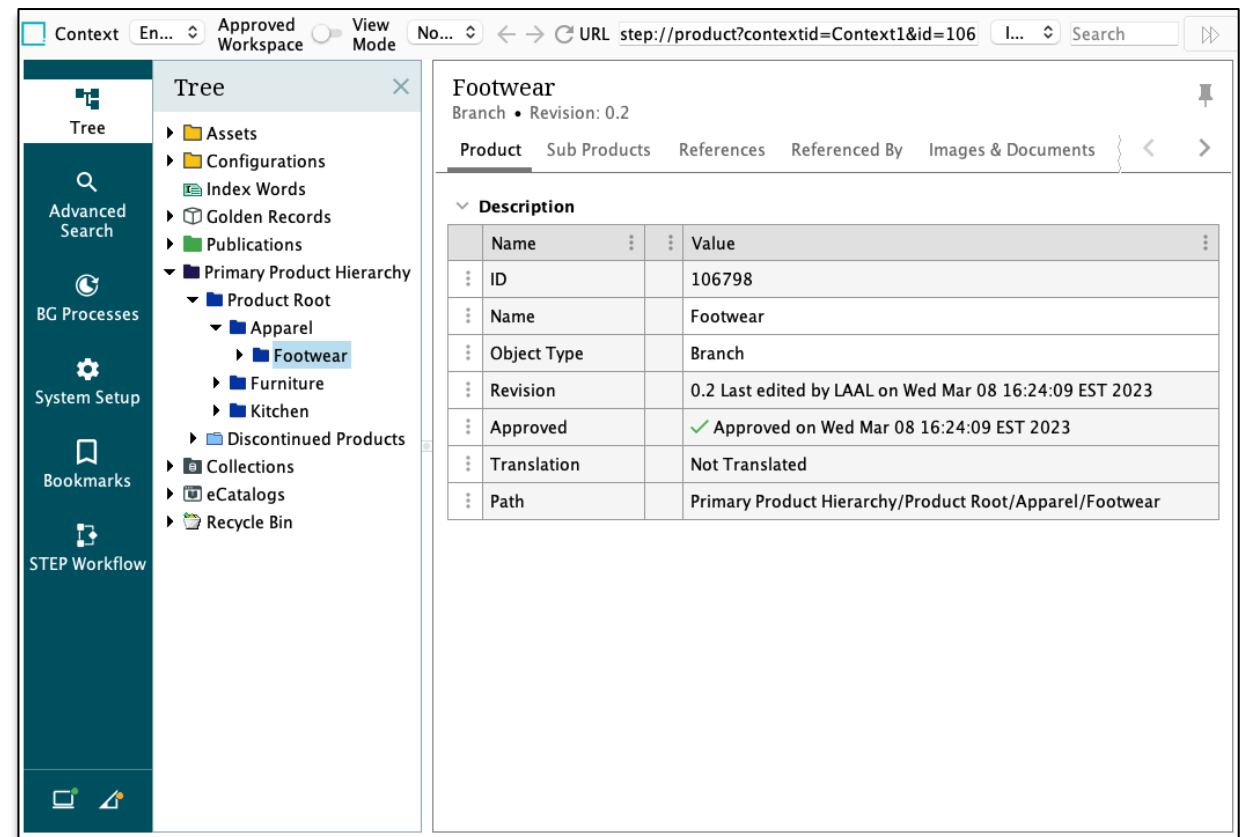 Context En... Approved Workspace View Mode No... URL step://product?contextid=Context1&id=106 I... Search
Tree
Advanced
Search
BG Processes
System Setup
Bookmarks
STEP Workflow
Tree
Assets
Configurations
Index Words
Golden Records
Publications
Primary Product Hierarchy
Product Root
Apparel
Footwear
Furniture
Kitchen
Discontinued Products
Collections
eCatalogs
Recycle Bin
Footwear
Branch • Revision: 0.2
Product Sub Products References Referenced By Images & Documents
Description
Name Value
ID 106798
Name Footwear
Object Type Branch
Revision 0.2 Last edited by LAAL on Wed Mar 08 16:24:09 EST 2023
Approved Approved on Wed Mar 08 16:24:09 EST 2023
Translation Not Translated
Path Primary Product Hierarchy/Product Root/Apparel/Footwear